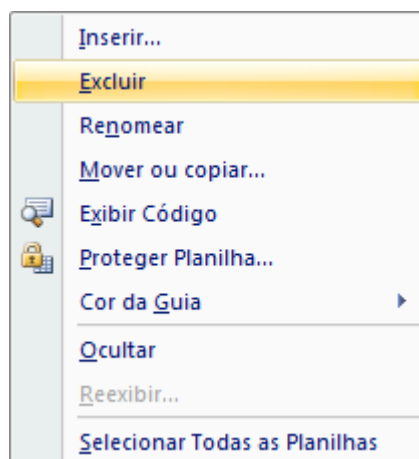 Inserir...
Excluir
Renomear
Mover ou copiar...
Exibir Código
Proteger Planilha...
Cor da Guia
Ocultar
Reexibir...
Selecionar Todas as Planilhas